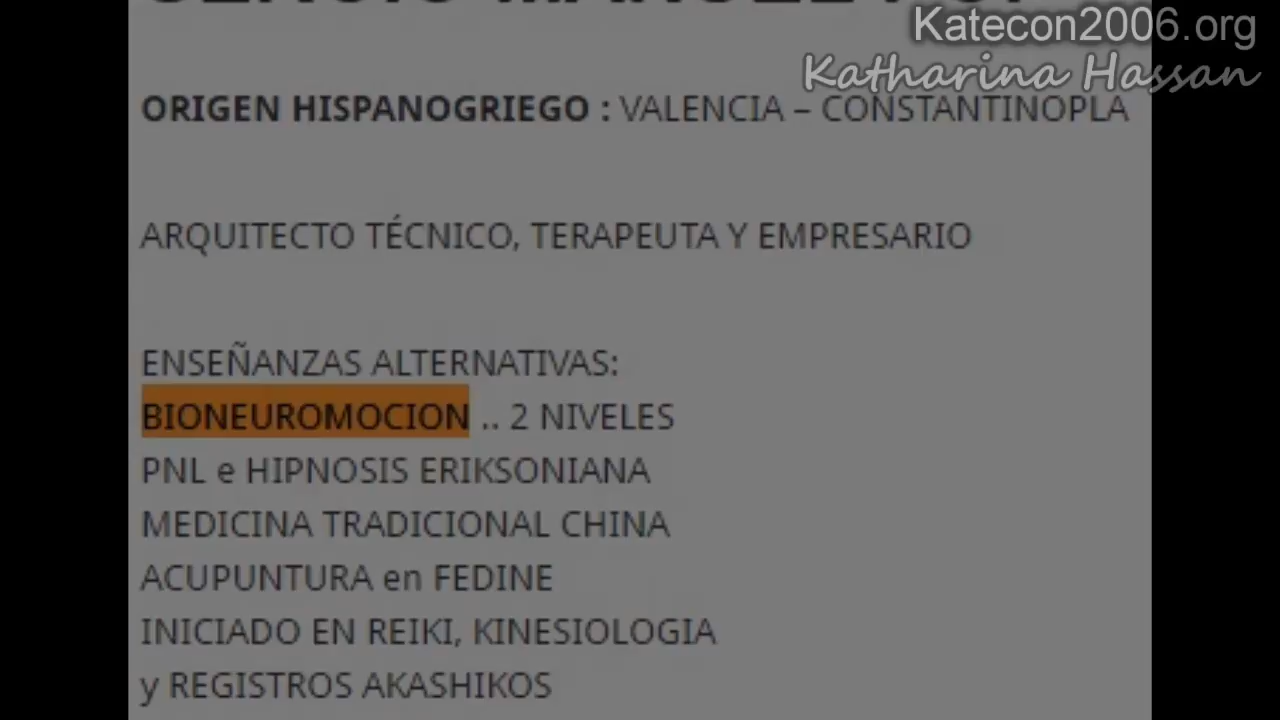 Katecon2006.org
Katharina Hassan
ORIGEN HISPANOGRIEGO : VALENCIA – CONSTANTINOPLA
ARQUITECTO TÉCNICO, TERAPEUTA Y EMPRESARIO
ENSEÑANZAS ALTERNATIVAS:
BIONEUROMOCION .. 2 NIVELES
PNL e HIPNOSIS ERIKSONIANA
MEDICINA TRADICIONAL CHINA
ACUPUNTURA en FEDINE
INICIADO EN REIKI, KINESIOLOGIA
y REGISTROS AKASHIKOS